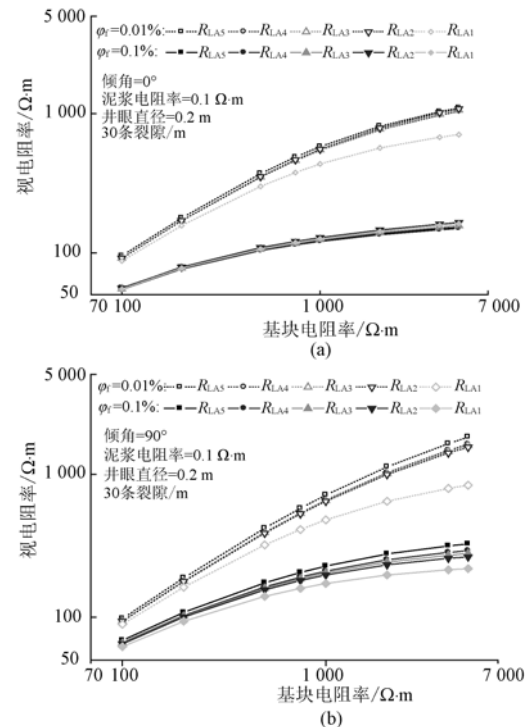 5 000
φf=0.01%: RLA5 RLA4 RLA3 RLA2 RLA1
φf=0.1%: RLA5 RLA4 RLA3 RLA2 RLA1
倾角=0°
泥浆电阻率=0.1 Ω·m
井眼直径=0.2 m
30条裂隙/m
1 000
视电阻率/Ω·m
100
50
70 100 1 000 7 000
基块电阻率/Ω·m
(a)
5 000
φf=0.01%: RLA5 RLA4 RLA3 RLA2 RLA1
φf=0.1%: RLA5 RLA4 RLA3 RLA2 RLA1
倾角=90°
泥浆电阻率=0.1 Ω·m
井眼直径=0.2 m
30条裂隙/m
1 000
视电阻率/Ω·m
100
50
70 100 1 000 7 000
基块电阻率/Ω·m
(b)